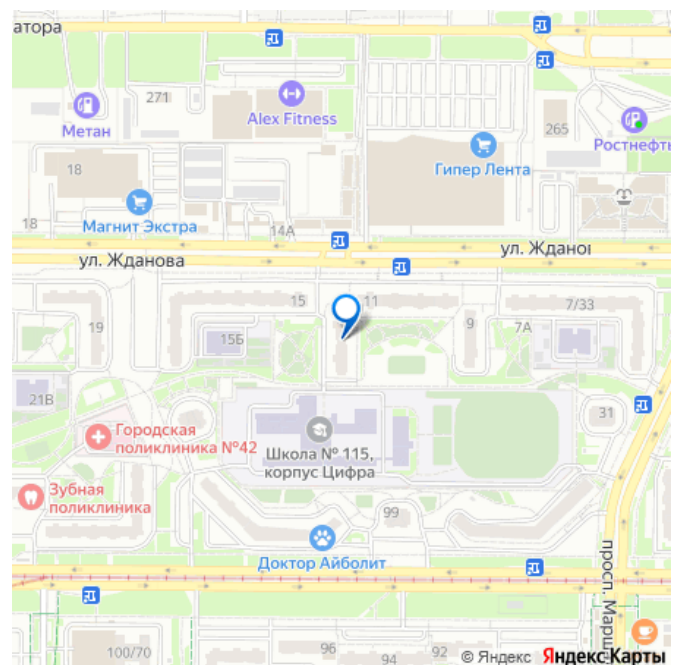 атора
271
Метан
Alex Fitness
265
Ростнефть
18
Гипер Лента
18
Магнит Экстра
14А
ул. Жданова
ул. Ждано
15
11
7/33
19
15Б
9
7А
21В
31
Городская
поликлиника №42
Школа № 115,
корпус Цифра
Зубная
поликлиника
99
Доктор Айболит
просп. Марш
100/70
96
94
92
© Яндекс Яндекс Карты